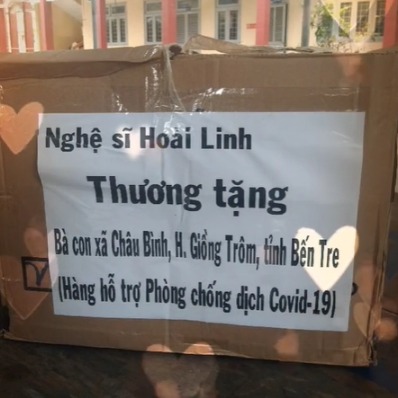 Nghệ sĩ Hoài Linh
Thương tặng
Bà con xã Châu Bình, H. Giồng Trôm, tỉnh Bến Tre
(Hàng hỗ trợ Phòng chống dịch Covid-19)